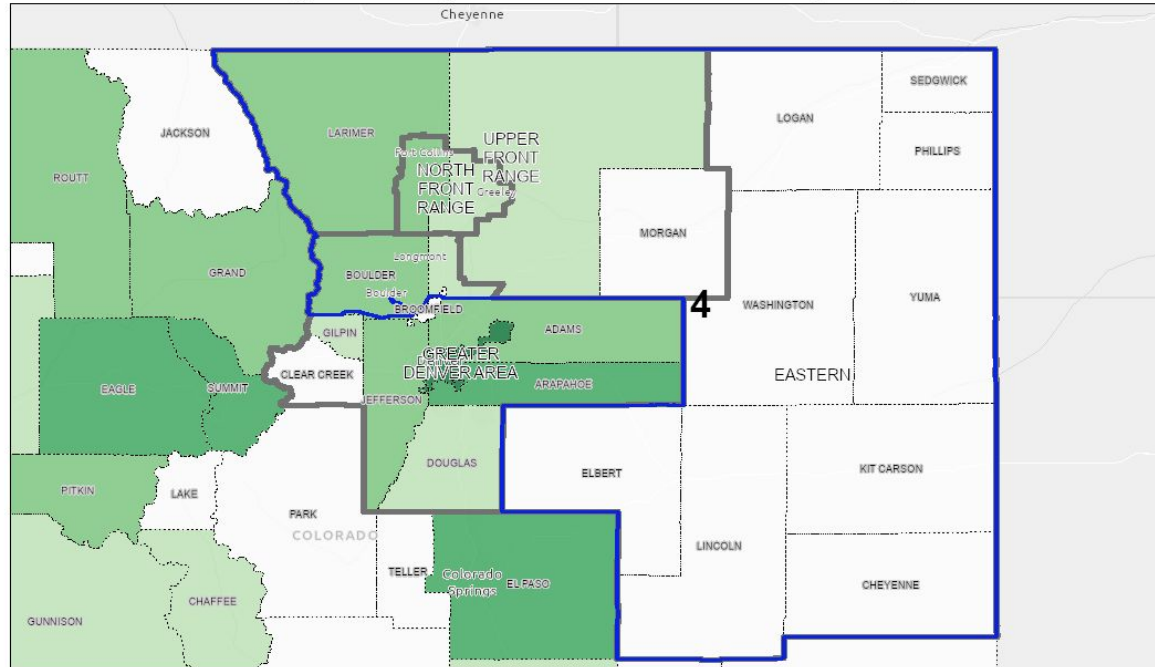 Cheyenne
SEDGWICK
LOGAN
JACKSON
LARIMER
UPPER
FRONT
RANGE
PHILLIPS
Fort Collins
NORTH
FRONT
RANGE
Greeley
ROUTT
MORGAN
GRAND
BOULDER
Longmont
Boulder
BROOMFIELD
4
WASHINGTON
YUMA
GILPIN
ADAMS
GREATER
DENVER AREA
CLEAR CREEK
EASTERN
EAGLE
SUMMIT
ARAPAHOE
JEFFERSON
DOUGLAS
ELBERT
KIT CARSON
PITKIN
LAKE
PARK
COLORADO
LINCOLN
TELLER
Colorado
Springs
EL PASO
CHEYENNE
CHAFFEE
GUNNISON